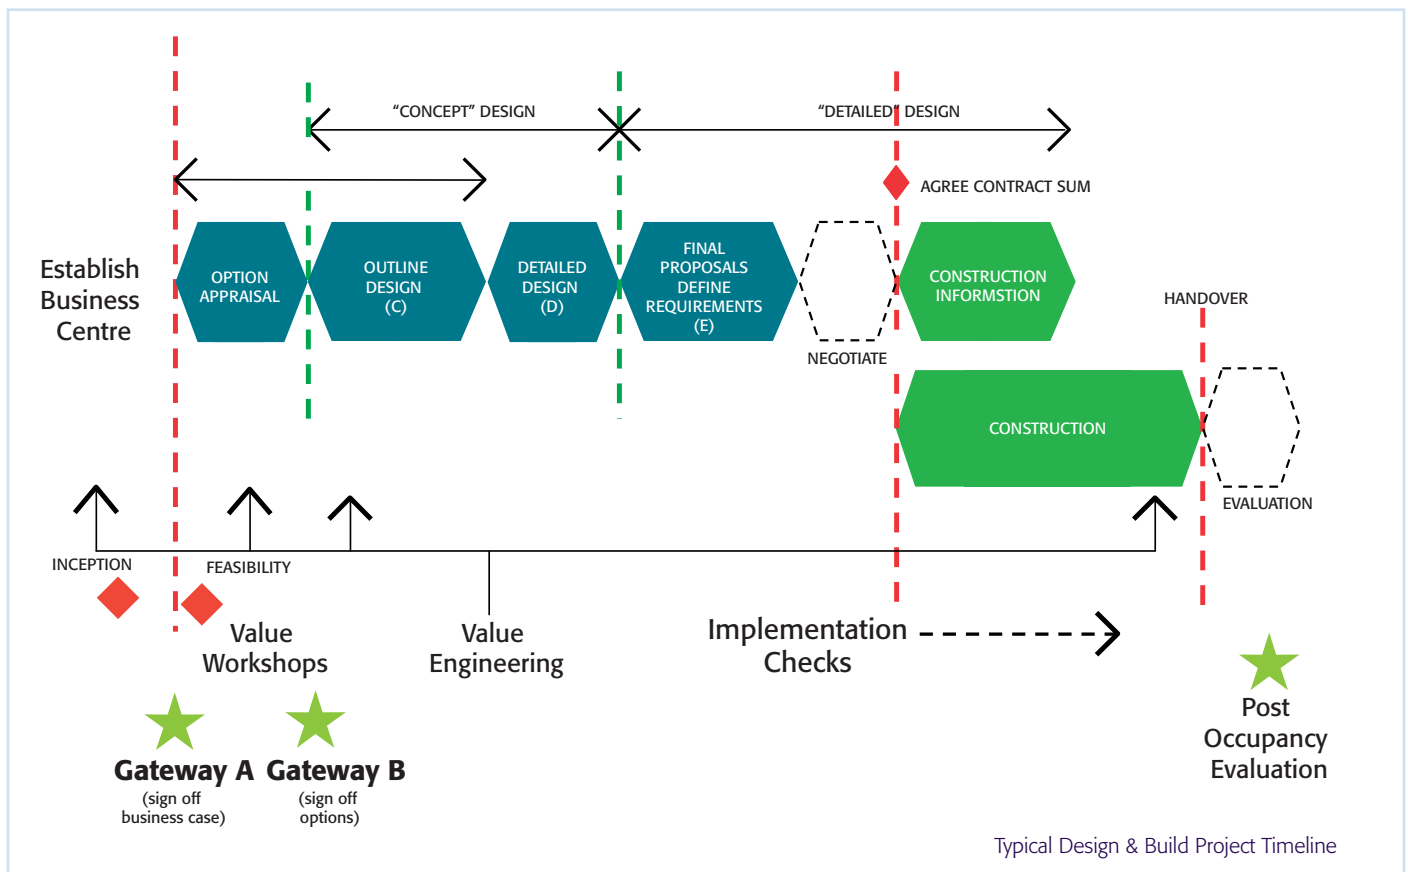 “CONCEPT” DESIGN
“DETAILED” DESIGN
AGREE CONTRACT SUM
Establish
Business
Centre
OPTION
APPRAISAL
OUTLINE
DESIGN
(C)
DETAILED
DESIGN
(D)
FINAL
PROPOSALS
DEFINE
REQUIREMENTS
(E)
NEGOTIATE
CONSTRUCTION
INFORMSTION
HANDOVER
CONSTRUCTION
EVALUATION
INCEPTION
FEASIBILITY
Value
Workshops
Value
Engineering
Implementation
Checks
Post
Occupancy
Evaluation
Gateway A
(sign off
business case)
Gateway B
(sign off
options)
Typical Design & Build Project Timeline